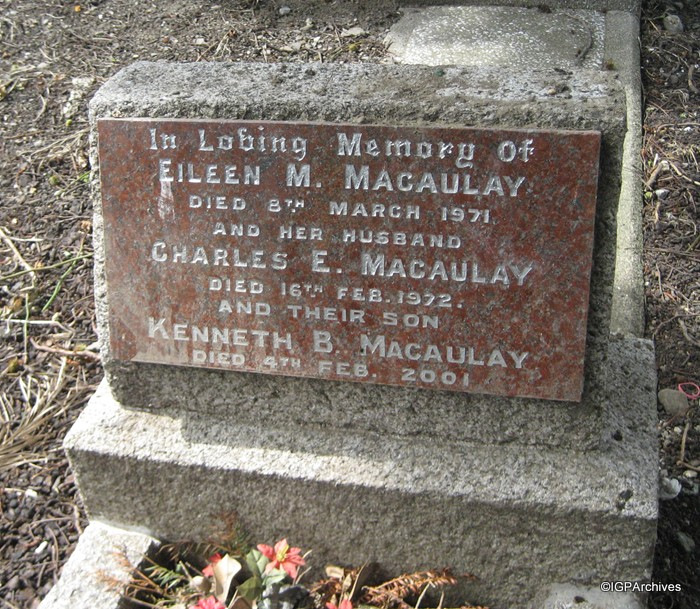 In Loving Memory Of
EILEEN M. MACAULAY
DIED 8TH MARCH 1971.
AND HER HUSBAND
CHARLES E. MACAULAY
DIED 16TH FEB. 1972.
AND THEIR SON
KENNETH B. MACAULAY
DIED 4TH FEB. 2001
©IGPArchives